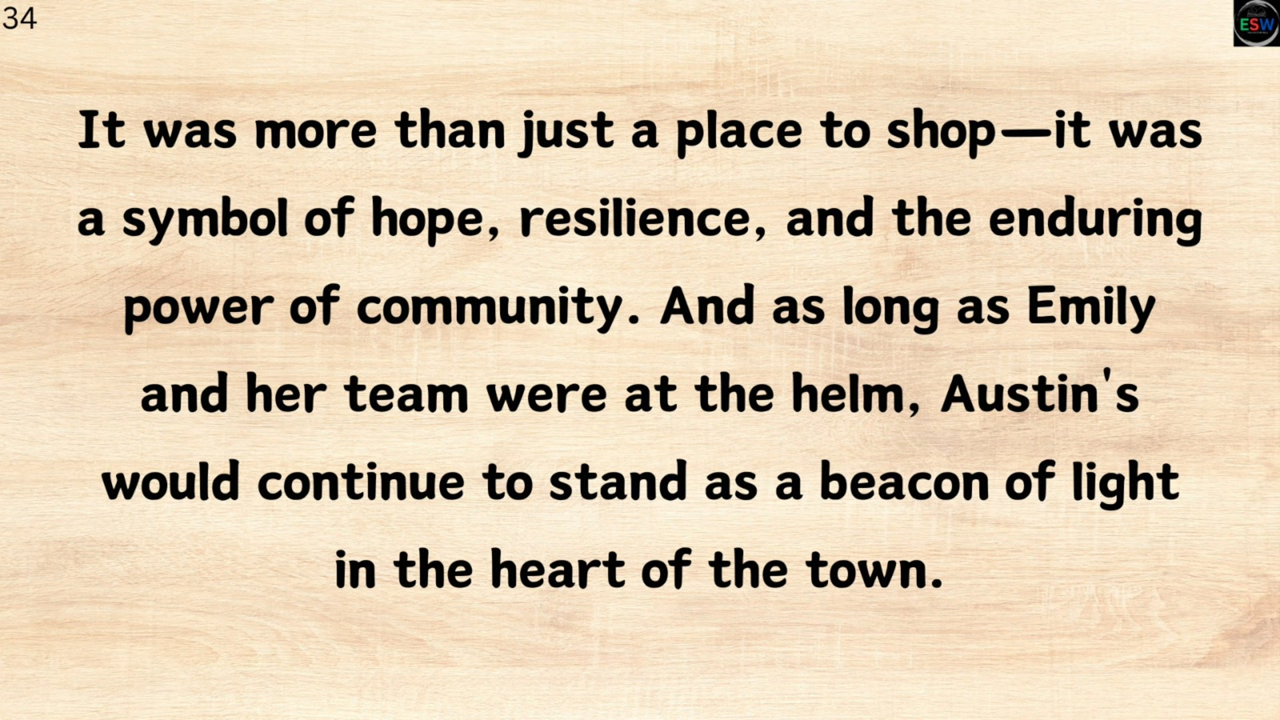 34
ESW
It was more than just a place to shop—it was
a symbol of hope, resilience, and the enduring
power of community. And as long as Emily
and her team were at the helm, Austin's
would continue to stand as a beacon of light
in the heart of the town.